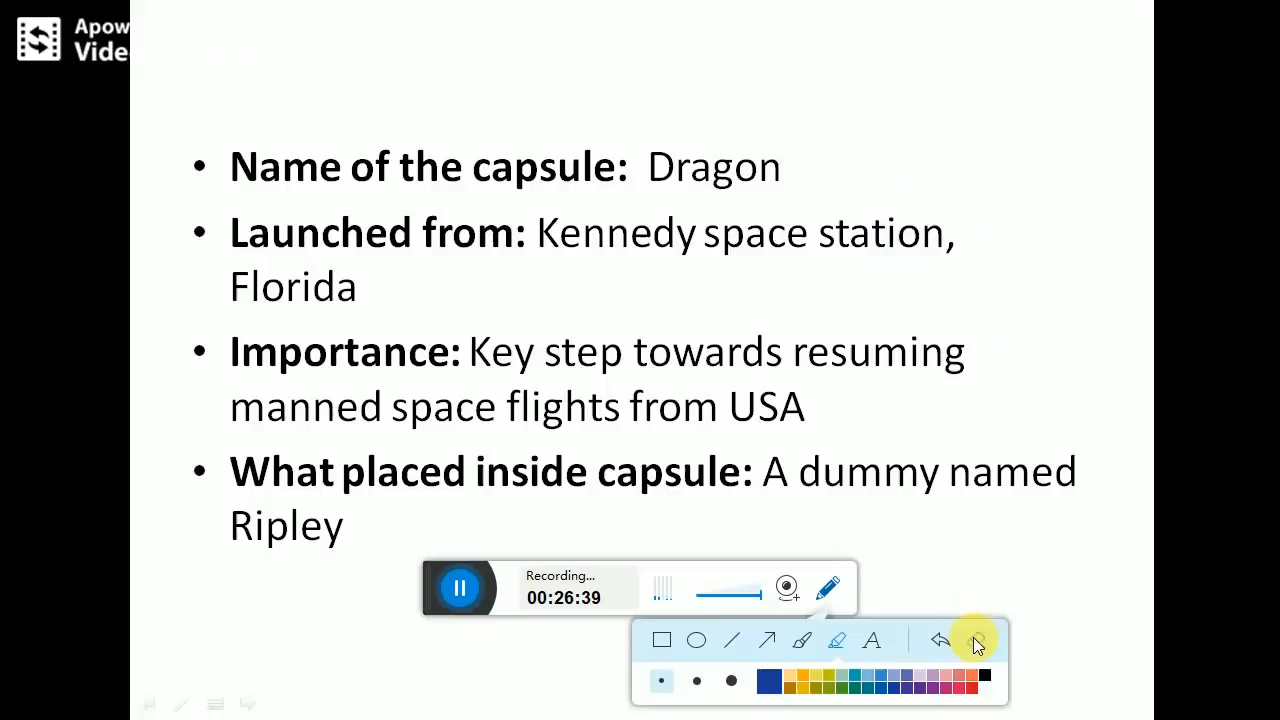 Apow
Vide
• Name of the capsule: Dragon
• Launched from: Kennedy space station,
Florida
• Importance: Key step towards resuming
manned space flights from USA
• What placed inside capsule: A dummy named
Ripley
Recording...
00:26:39
A